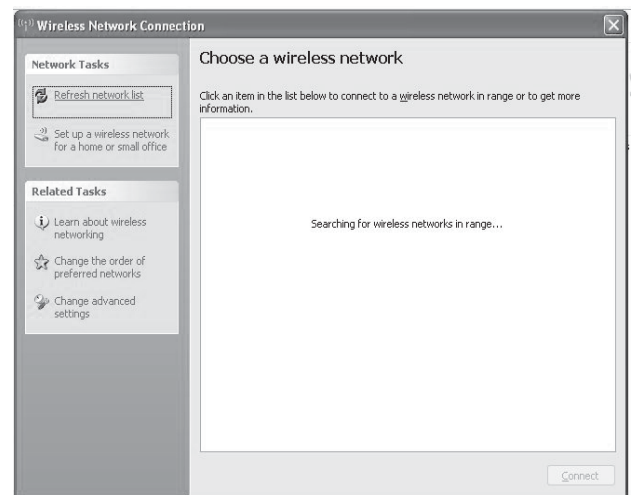 Wireless Network Connection
Network Tasks
Refresh network list
Set up a wireless network
for a home or small office
Related Tasks
Learn about wireless
networking
Change the order of
preferred networks
Change advanced
settings
Choose a wireless network
Click an item in the list below to connect to a wireless network in range or to get more
information.
Searching for wireless networks in range...
Connect